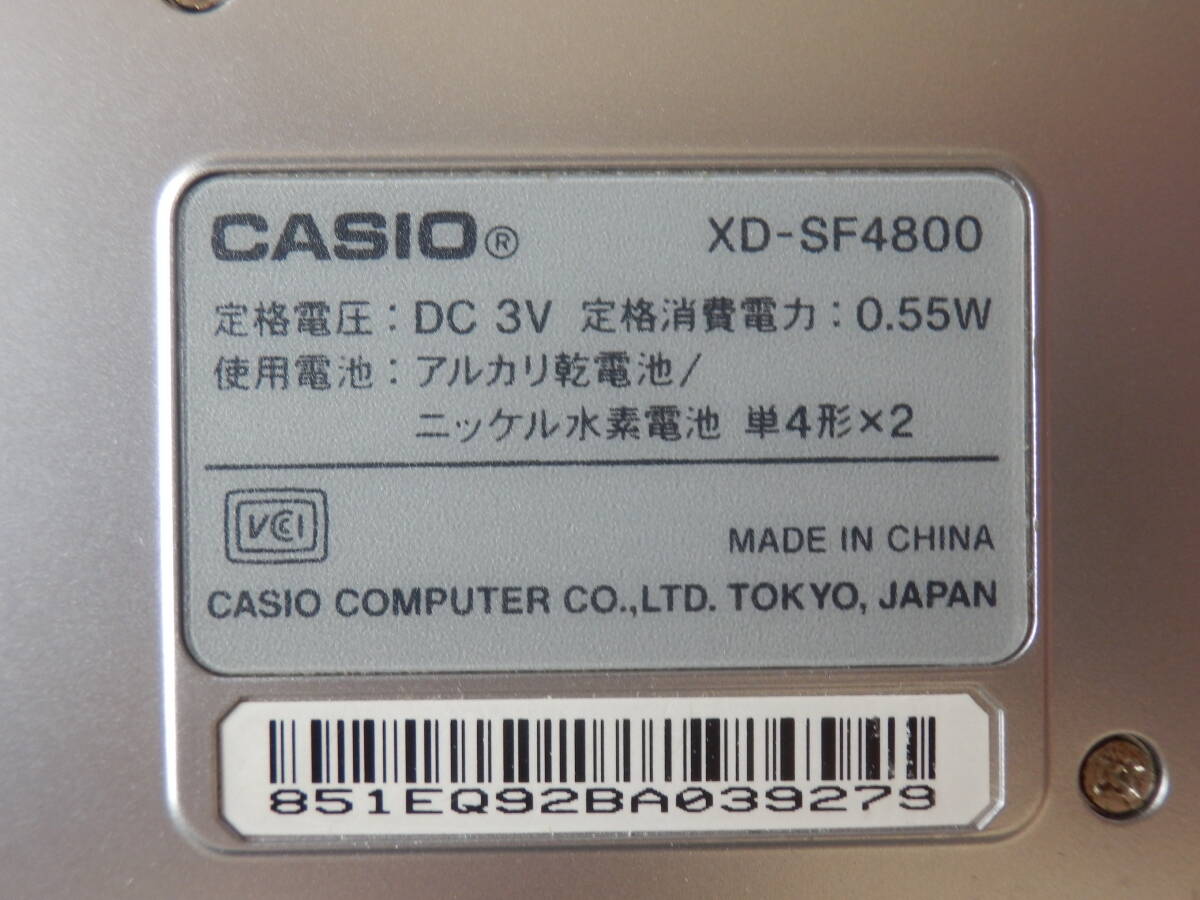 CASIO® XD-SF4800
定格電圧：DC 3V 定格消費電力：0.55W
使用電池：アルカリ乾電池/
ニッケル水素電池 単4形×2
VCCI
MADE IN CHINA
CASIO COMPUTER CO.,LTD. TOKYO, JAPAN
851EQ92BA039279